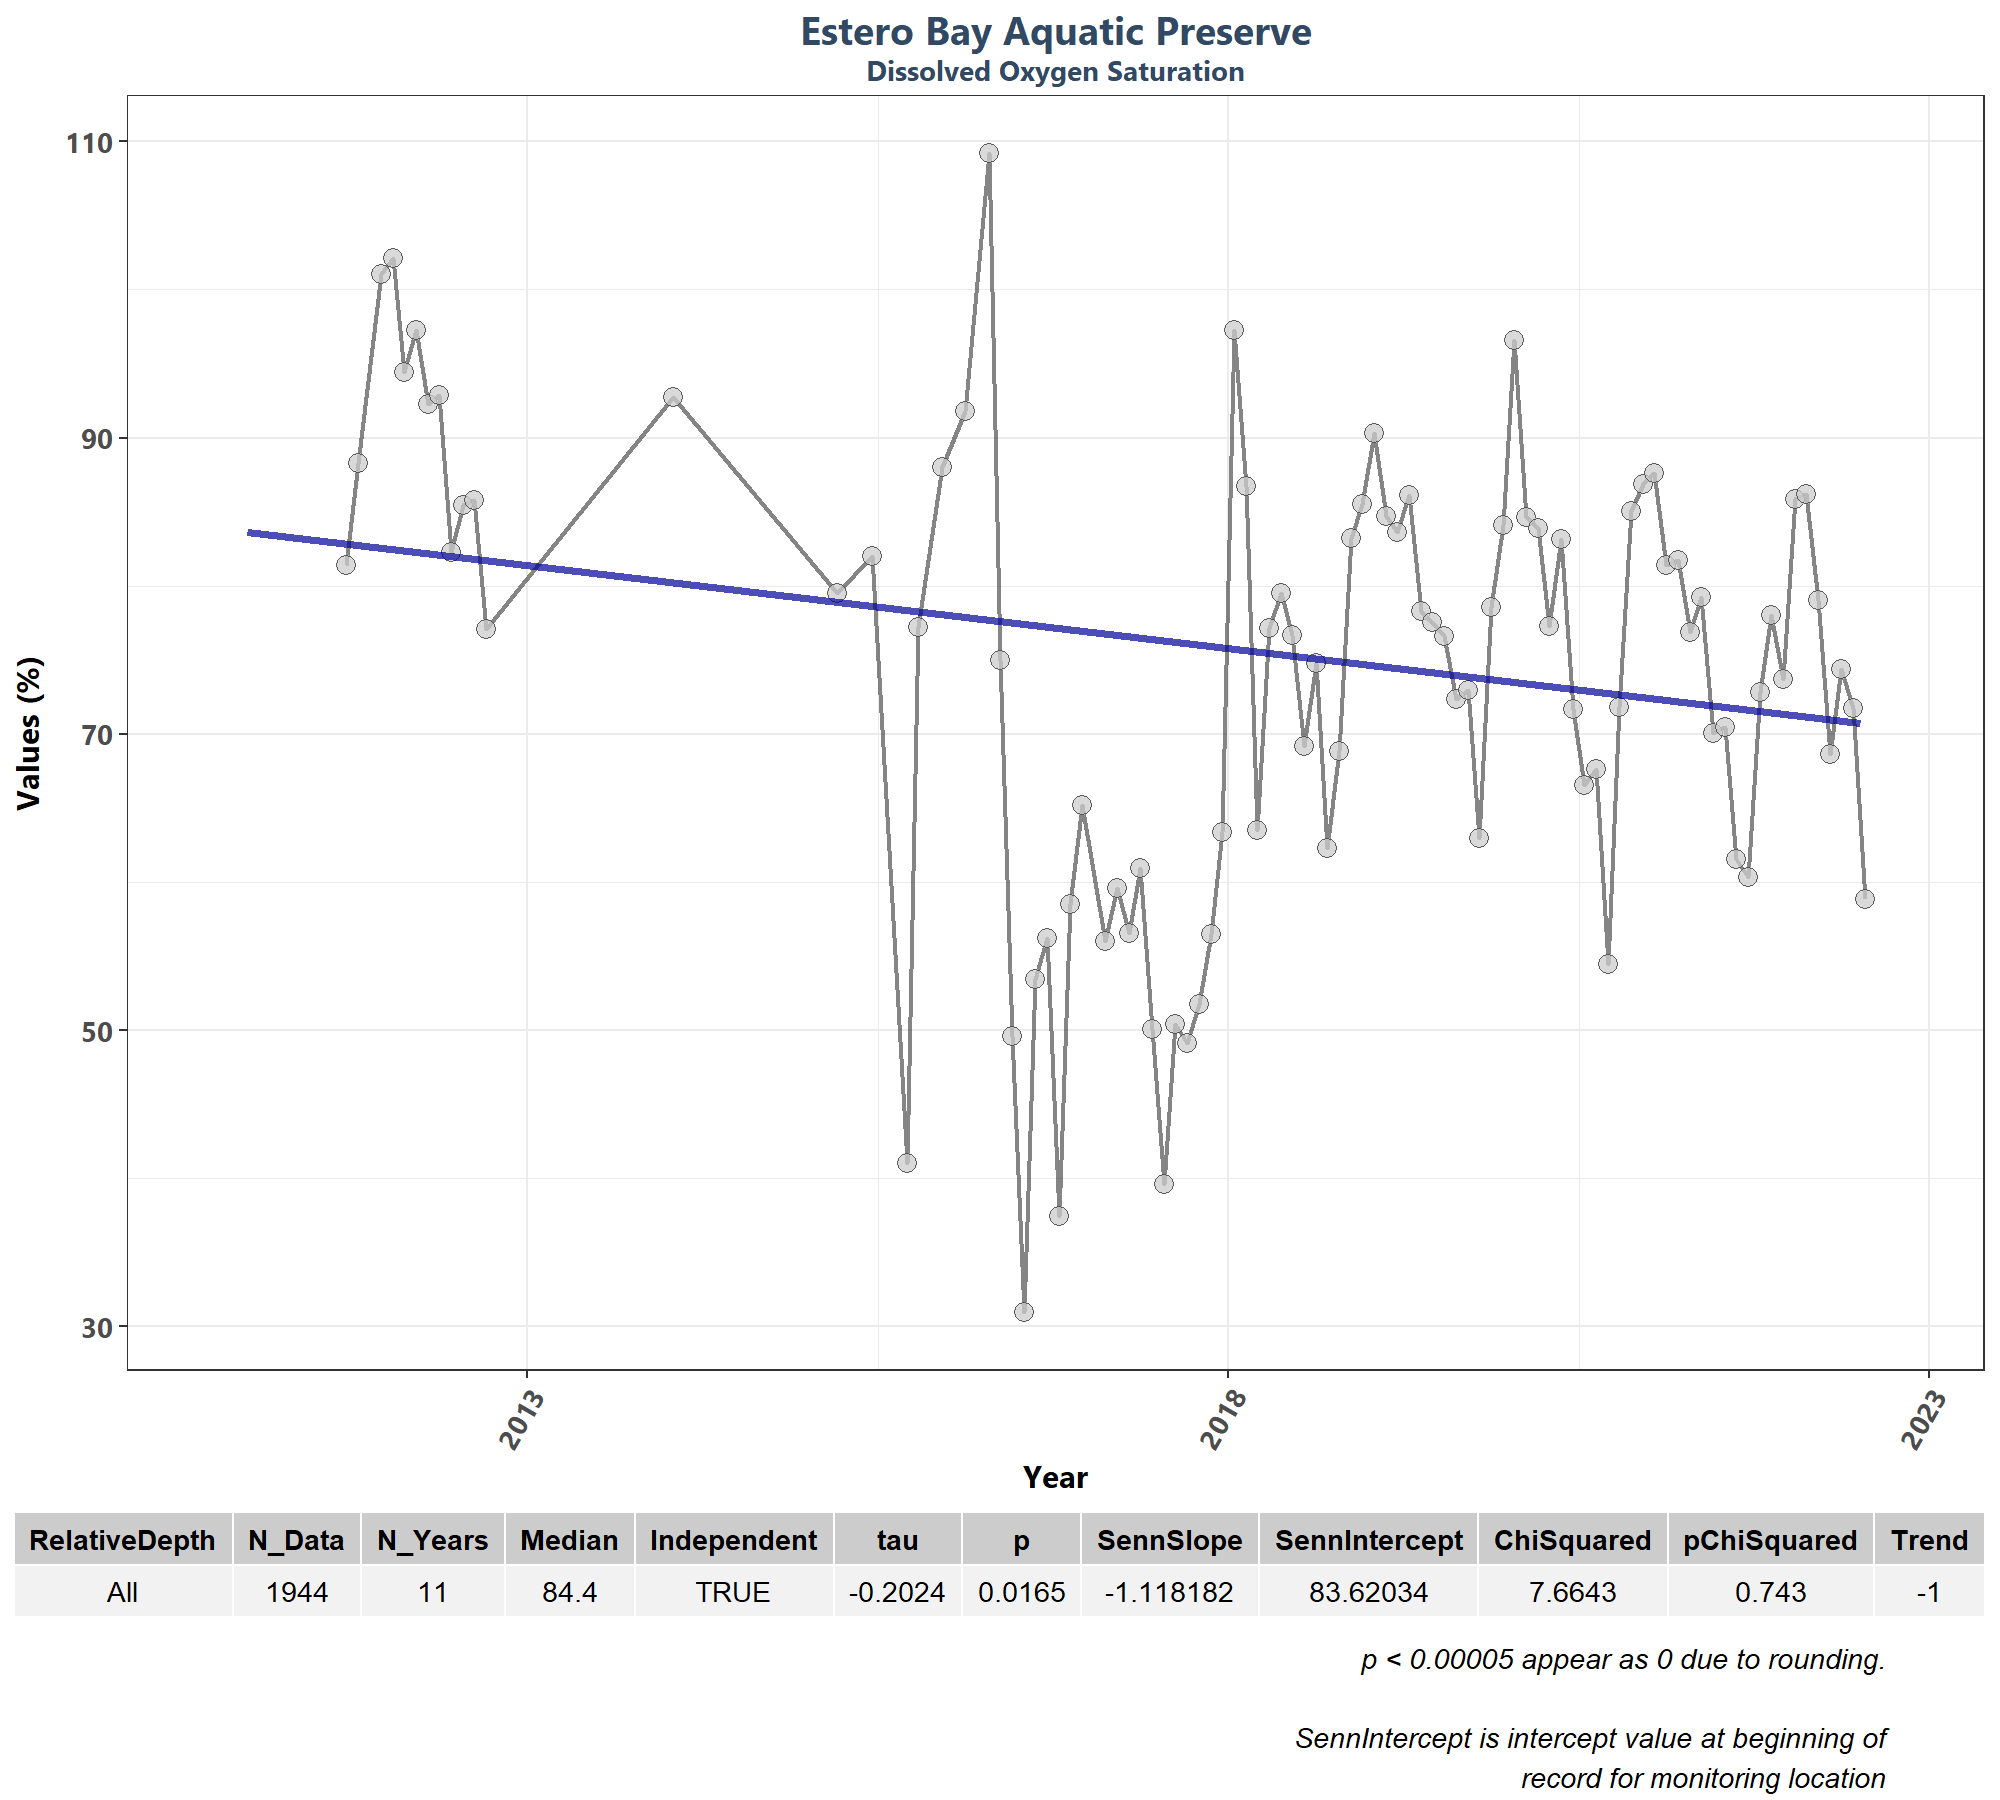 Estero Bay Aquatic Preserve
Dissolved Oxygen Saturation
110
90
70
50
30
Values (%)
2013
2018
2023
Year
RelativeDepth N_Data N_Years Median Independent tau p SennSlope SennIntercept ChiSquared pChiSquared Trend
All 1944 11 84.4 TRUE -0.2024 0.0165 -1.118182 83.62034 7.6643 0.743 -1
p < 0.00005 appear as 0 due to rounding.
SennIntercept is intercept value at beginning of
record for monitoring location